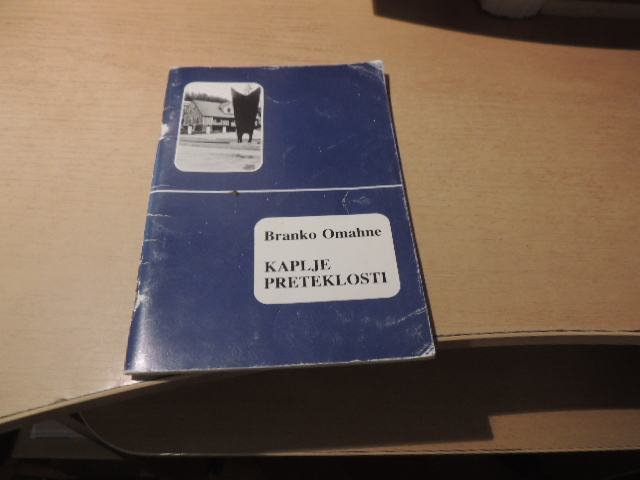 Branko Omahne
KAPLJE
PRETEKLOSTI